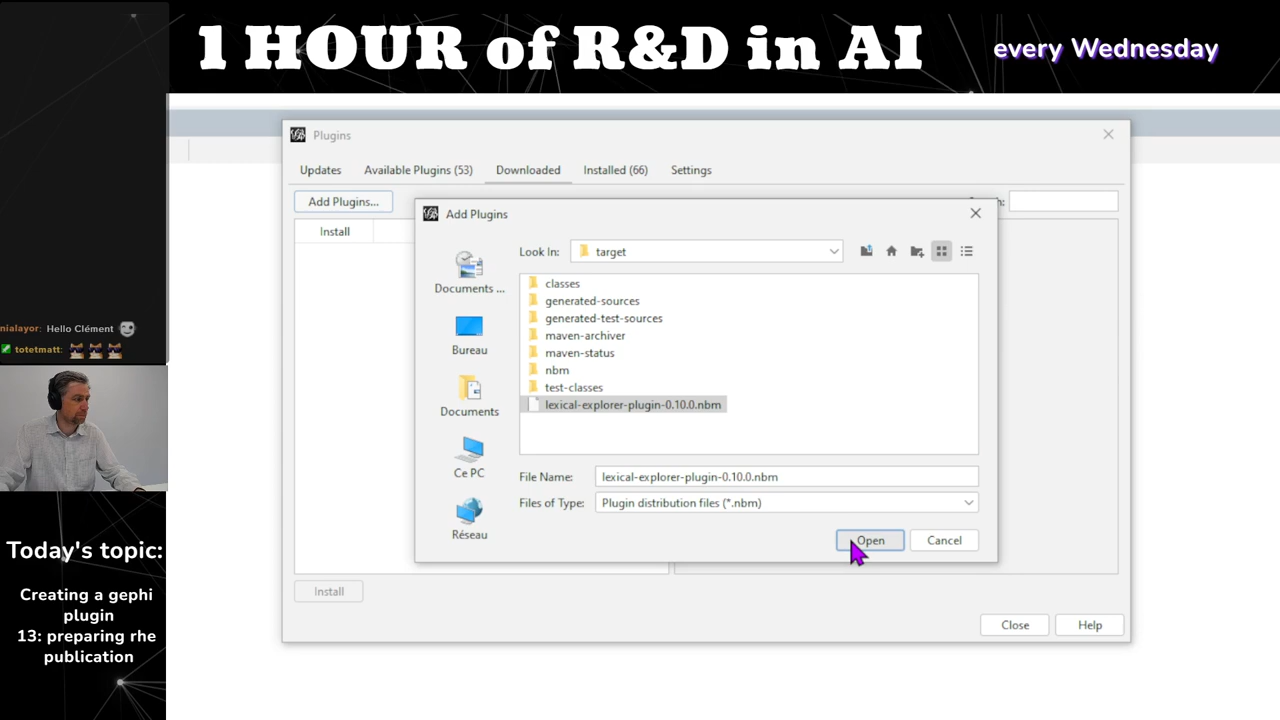 1 HOUR of R&D in AI
every Wednesday
Plugins
Updates
Available Plugins (53)
Downloaded
Installed (66)
Settings
Add Plugins...
Install
Add Plugins
Look In:
target
Documents ...
Bureau
Documents
Ce PC
Réseau
classes
generated-sources
generated-test-sources
maven-archiver
maven-status
nbm
test-classes
lexical-explorer-plugin-0.10.0.nbm
File Name:
lexical-explorer-plugin-0.10.0.nbm
Files of Type:
Plugin distribution files (*.nbm)
Open
Cancel
Install
Close
Help
nialayor: Hello Clément
totetmatt:
Today's topic:
Creating a gephi
plugin
13: preparing rhe
publication